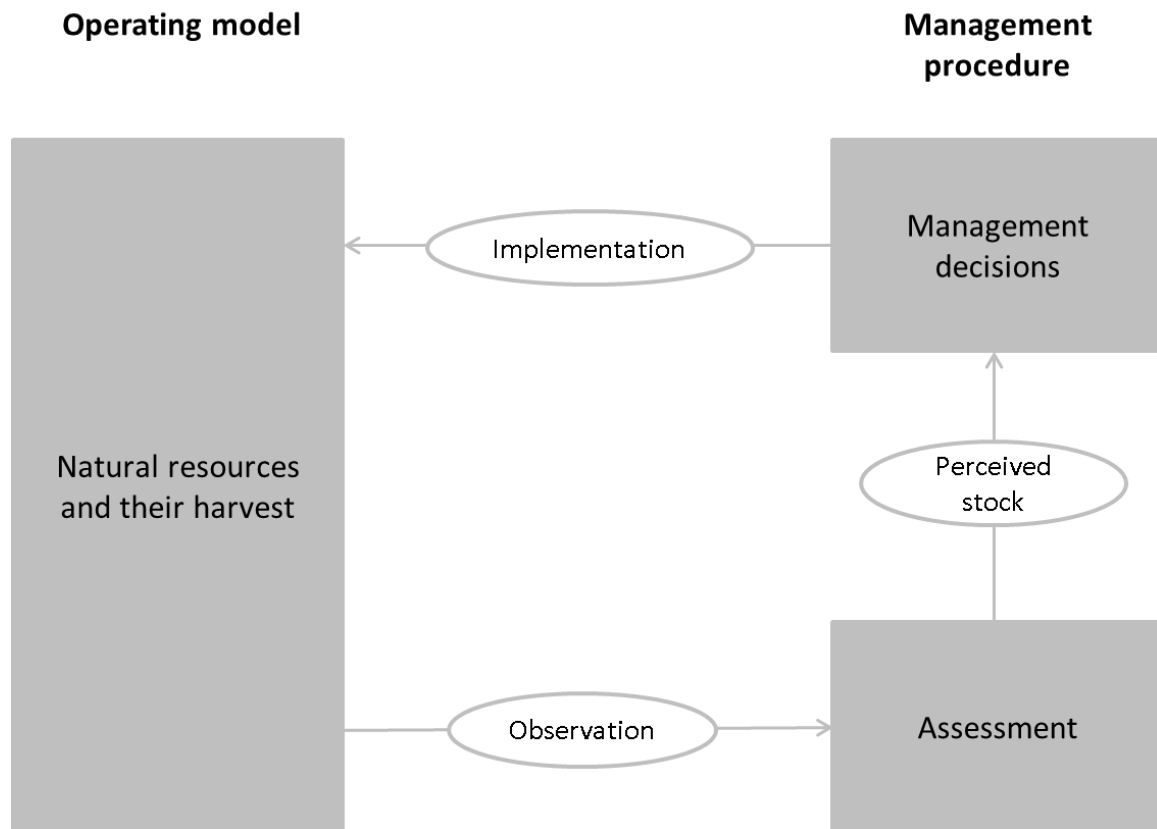 Operating model
Management
procedure
Management
decisions
Implementation
Natural resources
and their harvest
Perceived
stock
Observation
Assessment